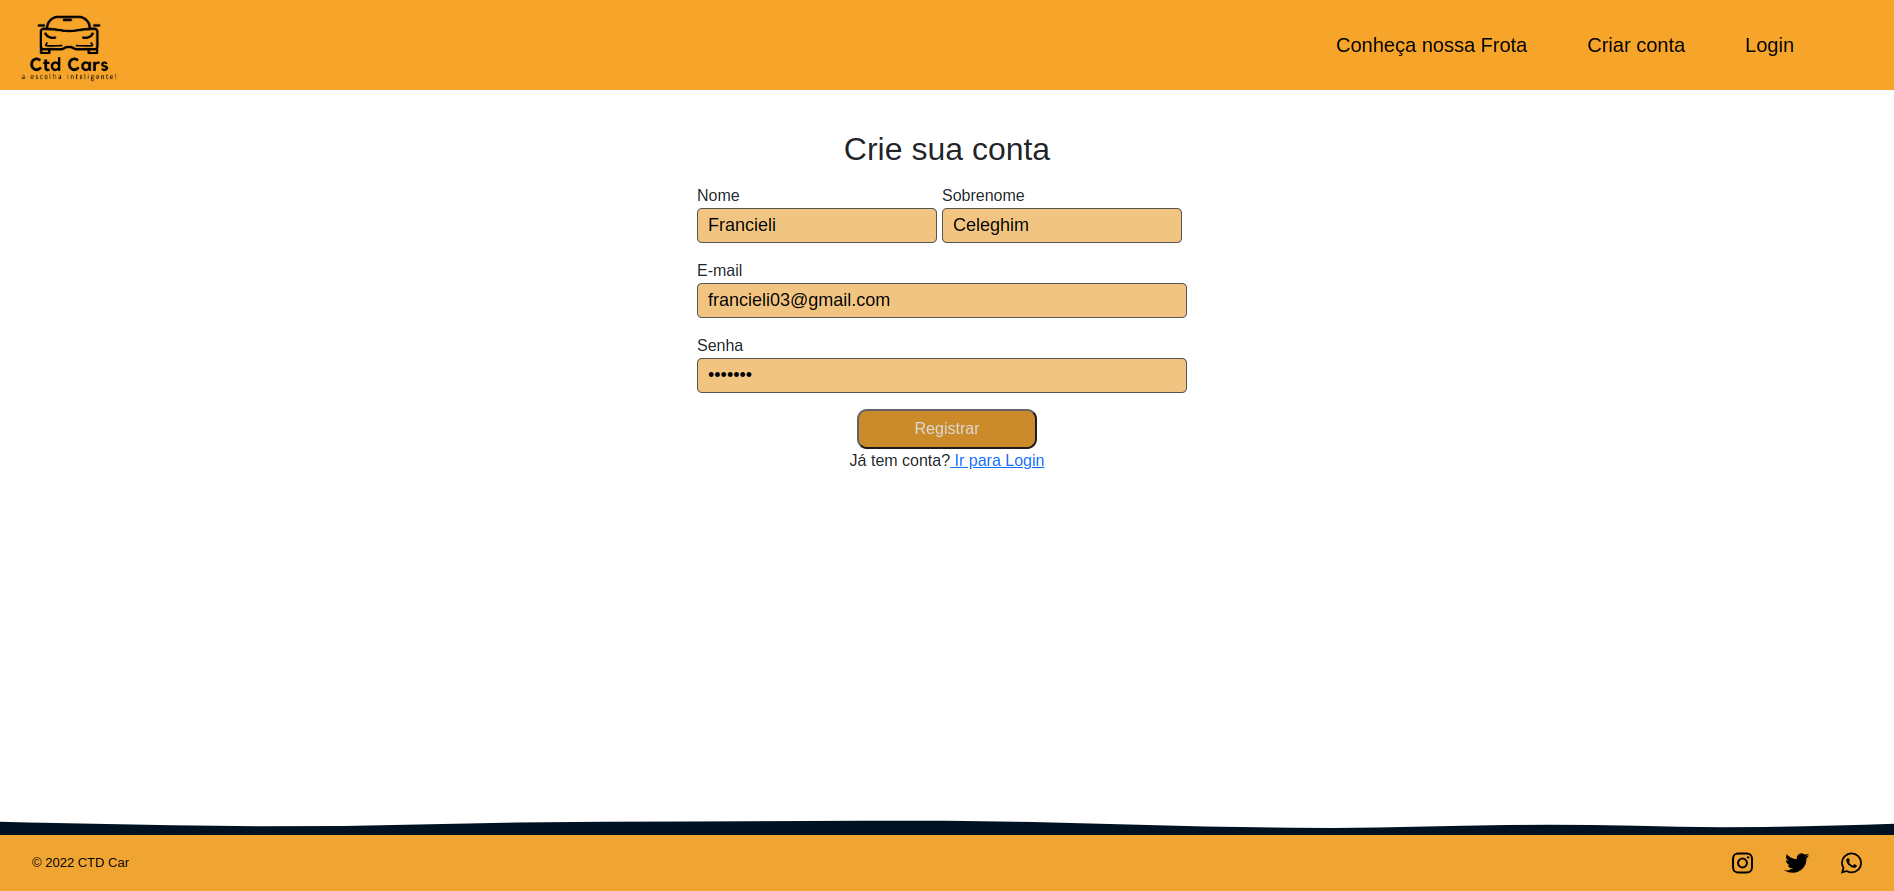 Ctd Cars
a escolha inteligente!
Conheça nossa Frota
Criar conta
Login
Crie sua conta
Nome
Sobrenome
Francieli
Celeghim
E-mail
francieli03@gmail.com
Senha
•••••••
Registrar
Já tem conta? Ir para Login
© 2022 CTD Car